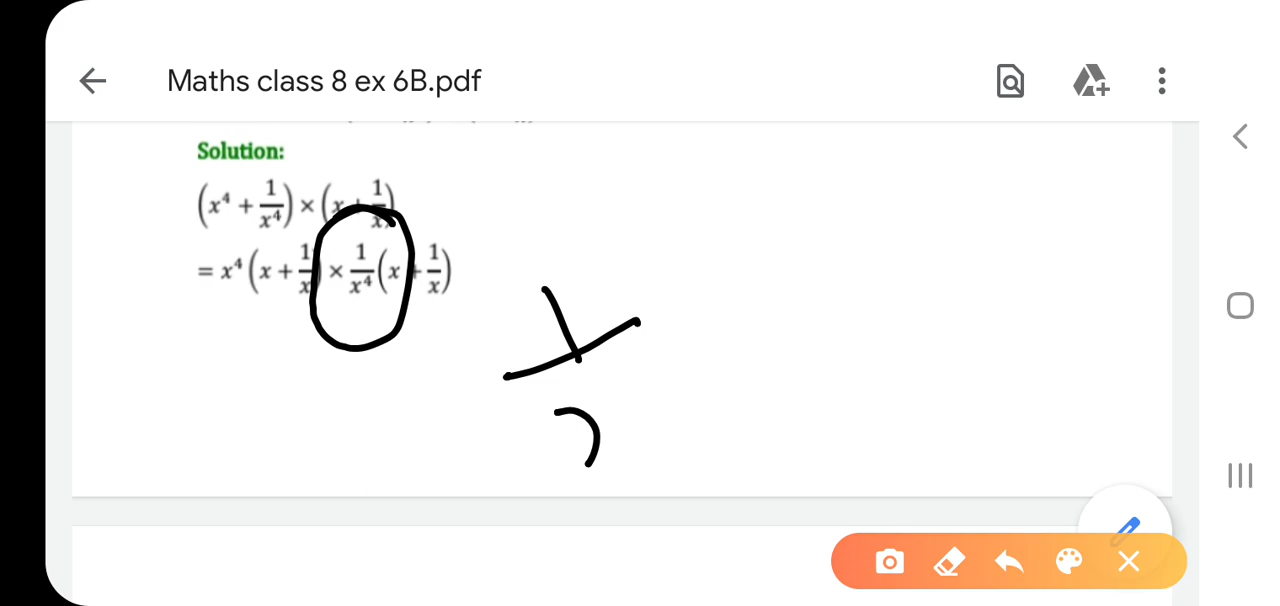 Maths class 8 ex 6B.pdf
Solution:
(x⁴ + 1/x⁴) × (x + 1/x)
= x⁴ (x + 1/x) × 1/x⁴ (x + 1/x)